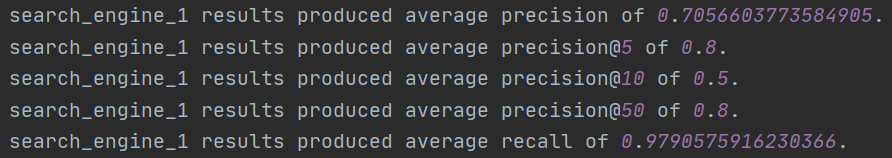 search_engine_1 results produced average precision of 0.7056603773584905.
search_engine_1 results produced average precision@5 of 0.8.
search_engine_1 results produced average precision@10 of 0.5.
search_engine_1 results produced average precision@50 of 0.8.
search_engine_1 results produced average recall of 0.9790575916230366.